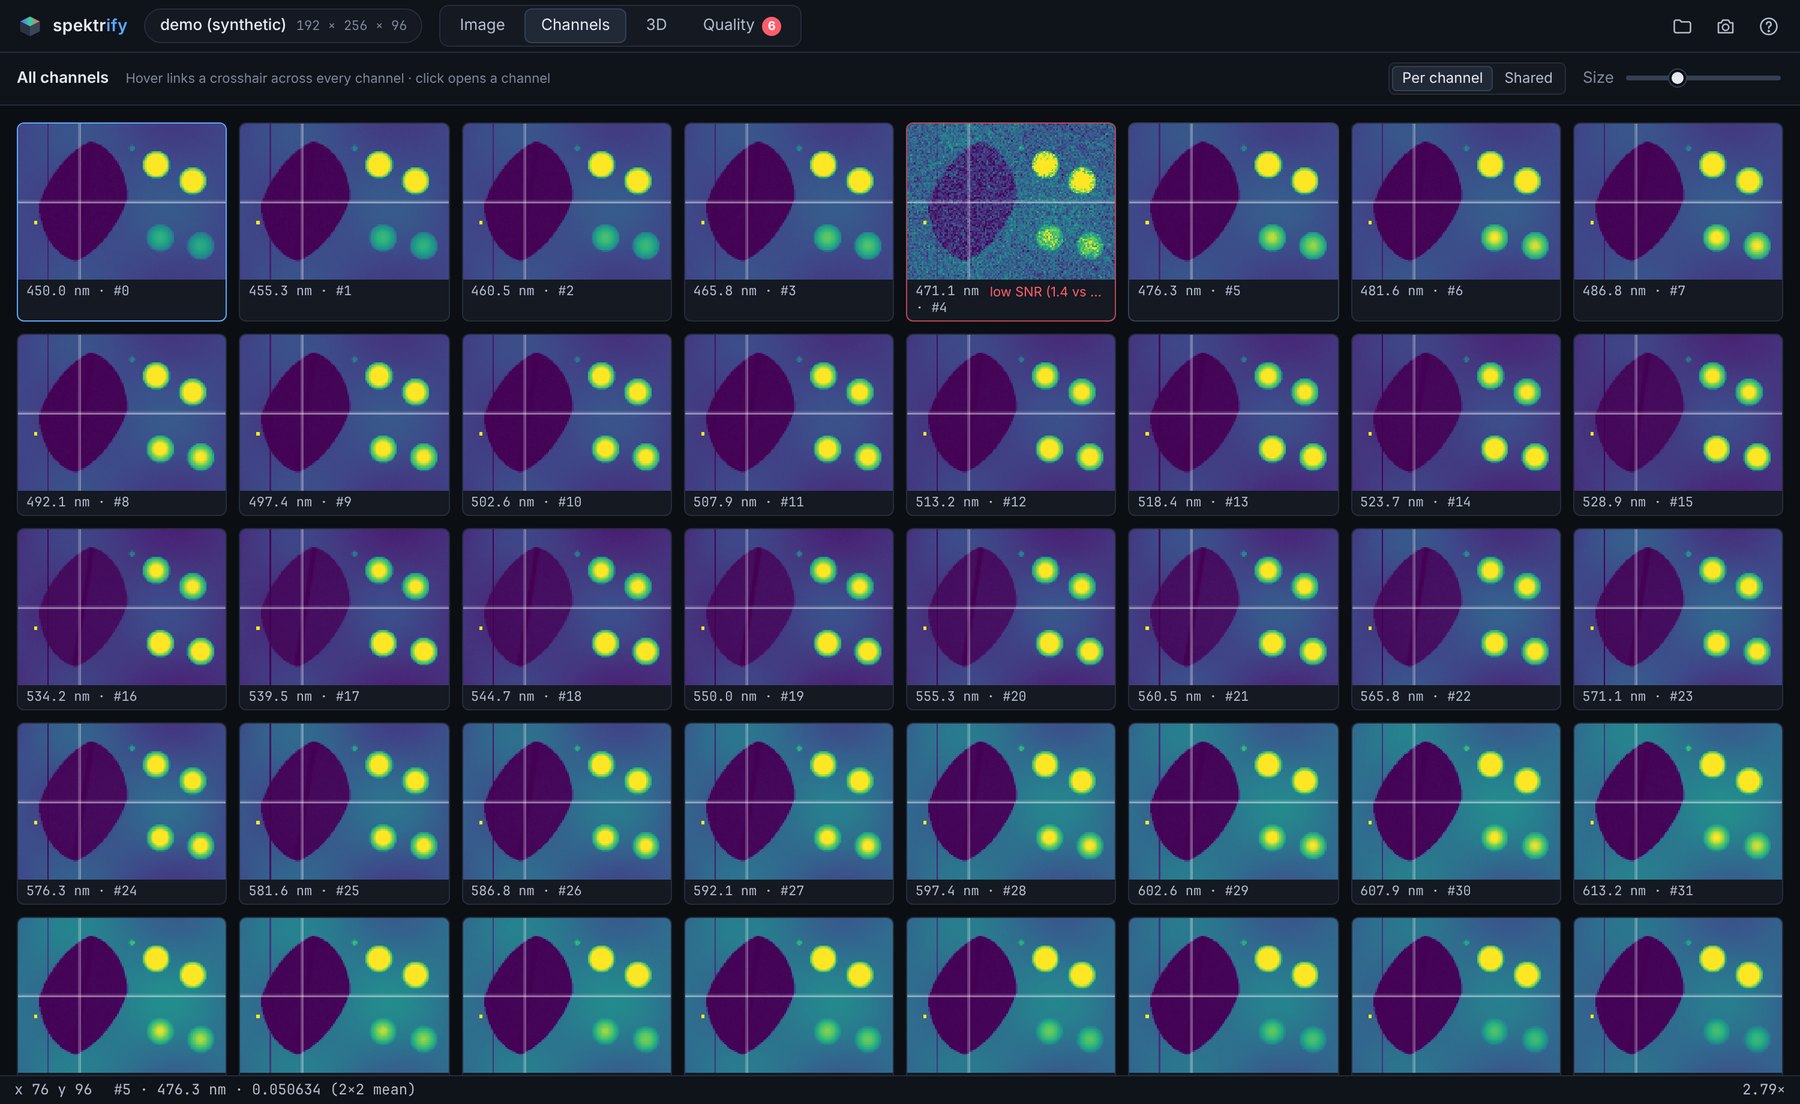 spektrify demo (synthetic) 192 × 256 × 96 Image Channels 3D Quality 6
All channels Hover links a crosshair across every channel · click opens a channel Per channel Shared Size
450.0 nm · #0
455.3 nm · #1
460.5 nm · #2
465.8 nm · #3
471.1 nm · #4 low SNR (1.4 vs ...
476.3 nm · #5
481.6 nm · #6
486.8 nm · #7
492.1 nm · #8
497.4 nm · #9
502.6 nm · #10
507.9 nm · #11
513.2 nm · #12
518.4 nm · #13
523.7 nm · #14
528.9 nm · #15
534.2 nm · #16
539.5 nm · #17
544.7 nm · #18
550.0 nm · #19
555.3 nm · #20
560.5 nm · #21
565.8 nm · #22
571.1 nm · #23
576.3 nm · #24
581.6 nm · #25
586.8 nm · #26
592.1 nm · #27
597.4 nm · #28
602.6 nm · #29
607.9 nm · #30
613.2 nm · #31
x 76 y 96 #5 · 476.3 nm · 0.050634 (2×2 mean) 2.79×